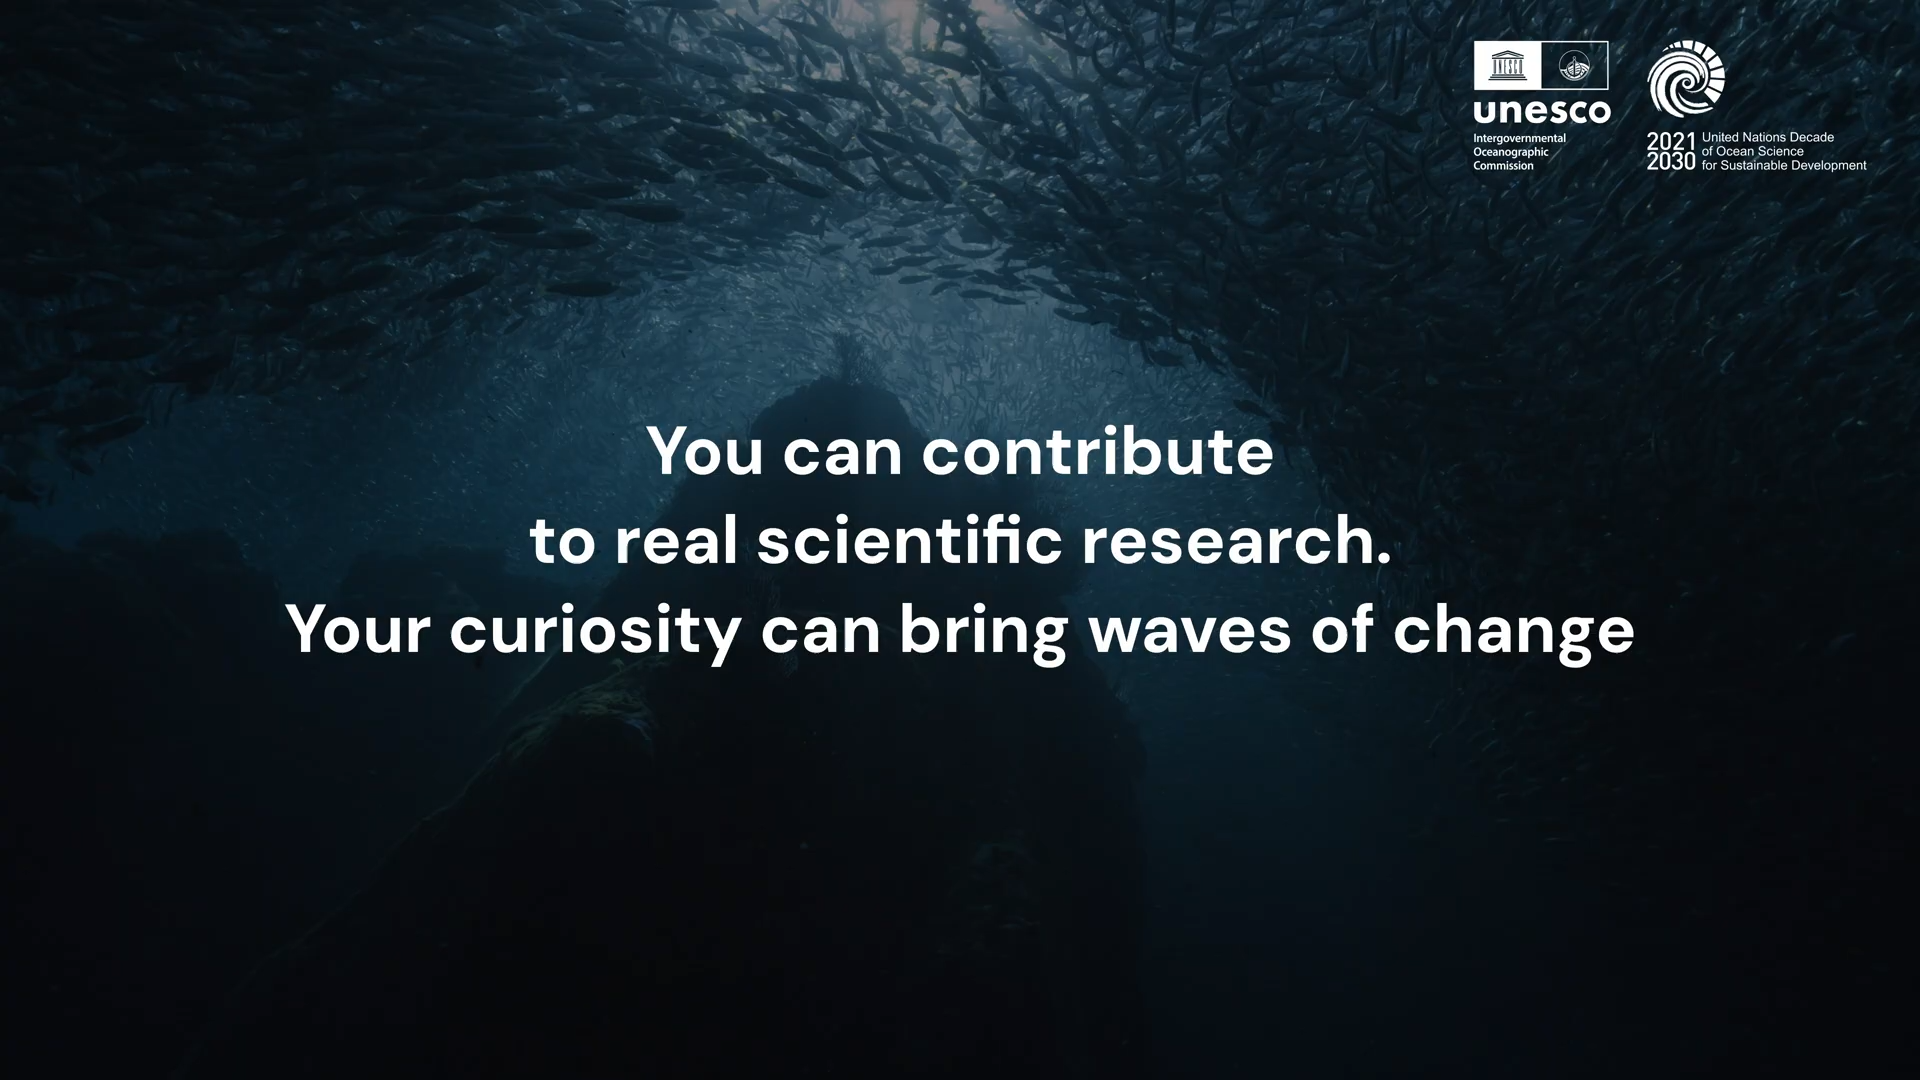 UNESCO
unesco
Intergovernmental
Oceanographic
Commission
2021
2030
United Nations Decade
of Ocean Science
for Sustainable Development
You can contribute
to real scientific research.
Your curiosity can bring waves of change